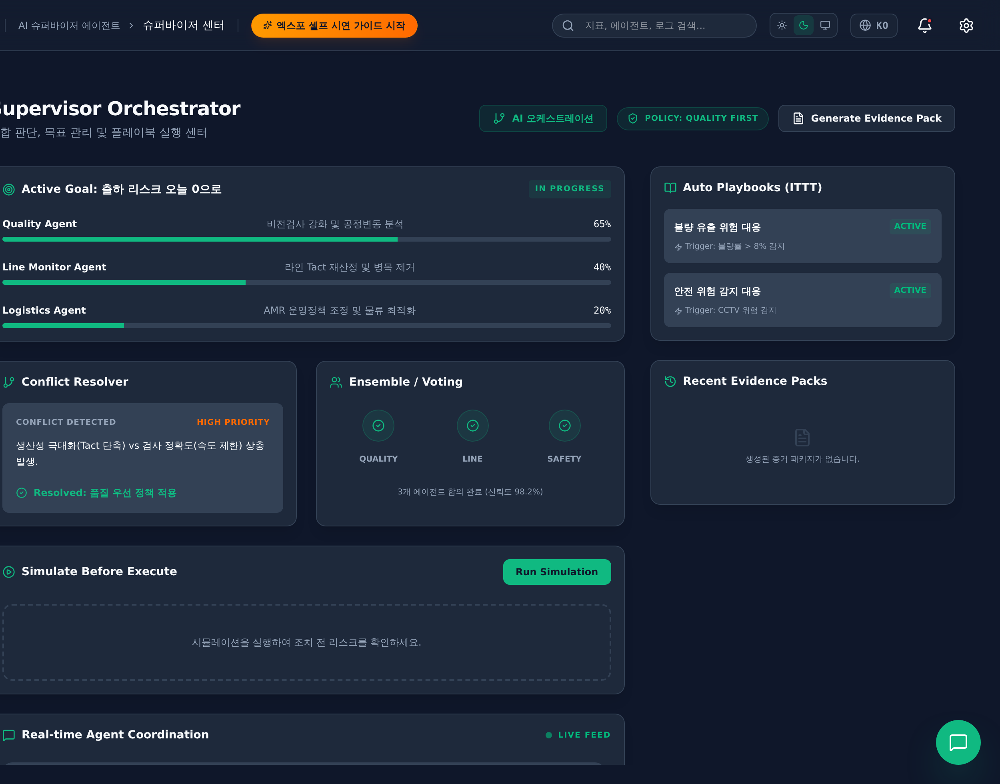 AI 슈퍼바이저 에이전트
슈퍼바이저 센터
엑스포 셀프 시연 가이드 시작
지표, 에이전트, 로그 검색...
KO
Supervisor Orchestrator
합 판단, 목표 관리 및 플레이북 실행 센터
AI 오케스트레이션
POLICY: QUALITY FIRST
Generate Evidence Pack
Active Goal: 출하 리스크 오늘 0으로
IN PROGRESS
Quality Agent
비전검사 강화 및 공정변동 분석
65%
Line Monitor Agent
라인 Tact 재산정 및 병목 제거
40%
Logistics Agent
AMR 운영정책 조정 및 물류 최적화
20%
Auto Playbooks (ITTT)
불량 유출 위험 대응
ACTIVE
Trigger: 불량률 > 8% 감지
안전 위험 감지 대응
ACTIVE
Trigger: CCTV 위험 감지
Conflict Resolver
CONFLICT DETECTED
HIGH PRIORITY
생산성 극대화(Tact 단축) vs 검사 정확도(속도 제한) 상충
발생.
Resolved: 품질 우선 정책 적용
Ensemble / Voting
QUALITY
LINE
SAFETY
3개 에이전트 합의 완료 (신뢰도 98.2%)
Recent Evidence Packs
생성된 증거 패키지가 없습니다.
Simulate Before Execute
Run Simulation
시뮬레이션을 실행하여 조치 전 리스크를 확인하세요.
Real-time Agent Coordination
LIVE FEED